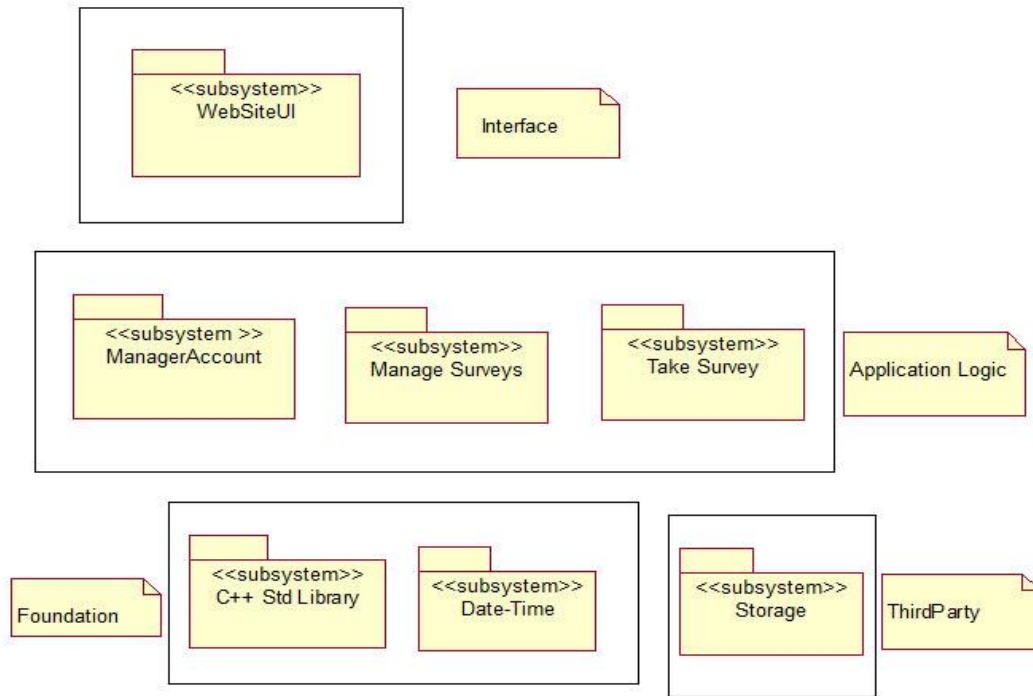 <<subsystem>>
WebSiteUI
Interface
<<subsystem >>
ManagerAccount
<<subsystem>>
Manage Surveys
<<subsystem>>
Take Survey
Application Logic
Foundation
<<subsystem>>
C++ Std Library
<<subsystem>>
Date-Time
<<subsystem>>
Storage
ThirdParty